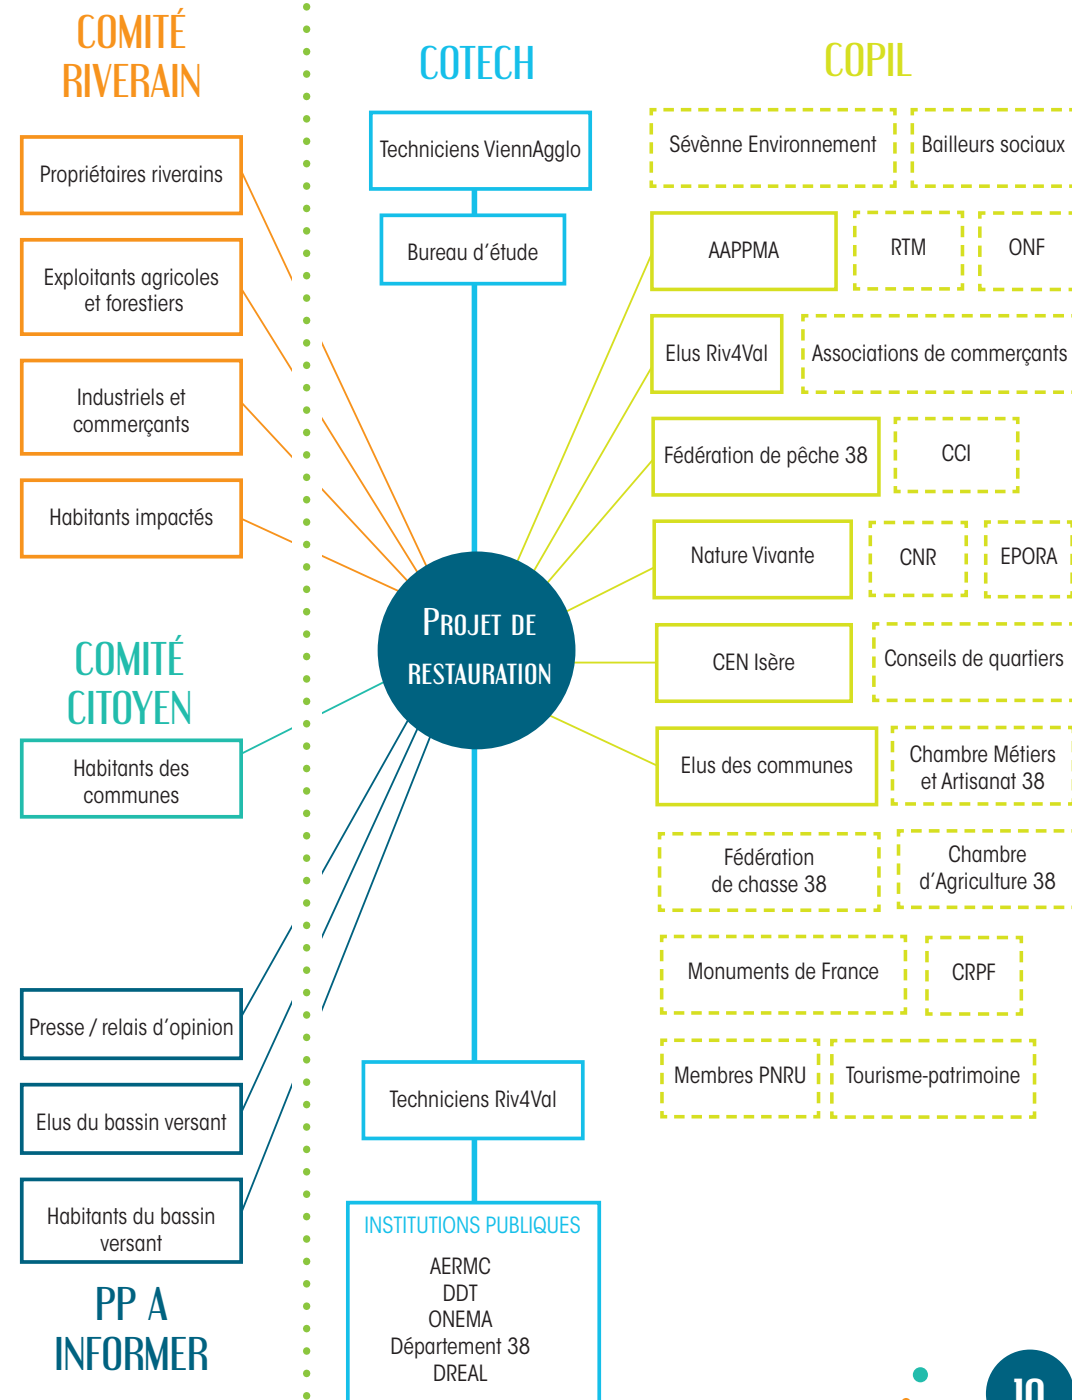 COMITÉ
RIVERAIN
Propriétaires riverains
Exploitants agricoles
et forestiers
Industriels et
commerçants
Habitants impactés
COMITÉ
CITOYEN
Habitants des
communes
Presse / relais d’opinion
Elus du bassin versant
Habitants du bassin
versant
PP A
INFORMER
COTECH
Techniciens ViennAgglo
Bureau d’étude
PROJET DE
RESTAURATION
Techniciens Riv4Val
INSTITUTIONS PUBLIQUES
AERMC
DDT
ONEMA
Département 38
DREAL
COPIL
Sévènne Environnement
Bailleurs sociaux
AAPPMA
RTM
ONF
Elus Riv4Val
Associations de commerçants
Fédération de pêche 38
CCI
Nature Vivante
CNR
EPORA
CEN Isère
Conseils de quartiers
Elus des communes
Chambre Métiers
et Artisanat 38
Fédération
de chasse 38
Chambre
d’Agriculture 38
Monuments de France
CRPF
Membres PNRU
Tourisme-patrimoine
10